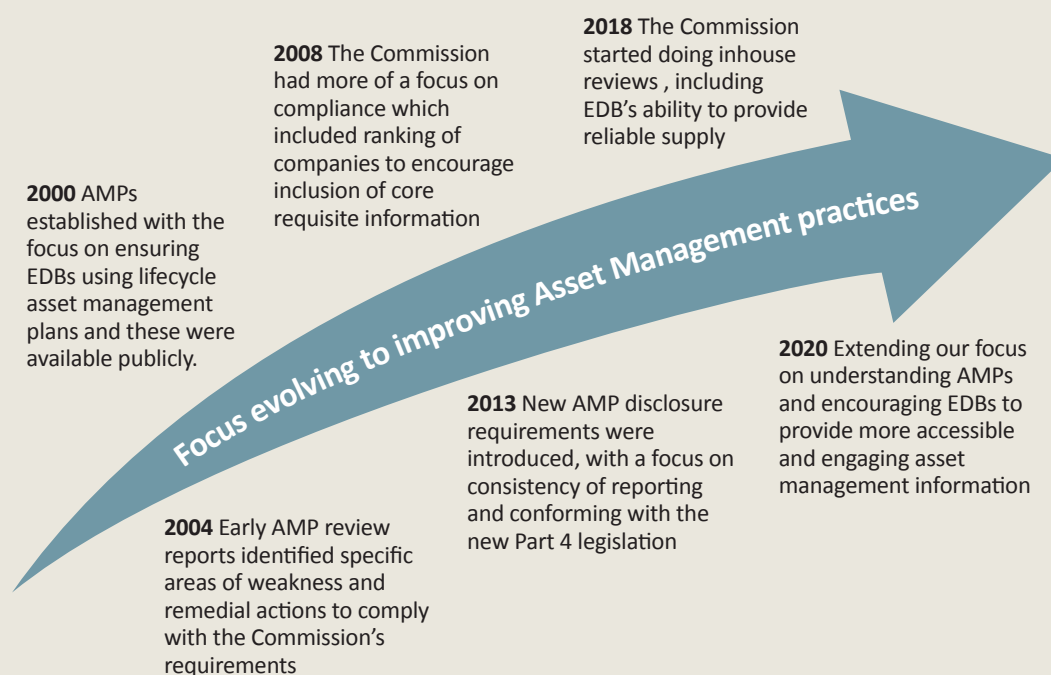 2000 AMPs
established with the
focus on ensuring
EDBs using lifecycle
asset management
plans and these were
available publicly.
2004 Early AMP review
reports identified specific
areas of weakness and
remedial actions to comply
with the Commission's
requirements
2008 The Commission
had more of a focus on
compliance which
included ranking of
companies to encourage
inclusion of core
requisite information
2013 New AMP disclosure
requirements were
introduced, with a focus on
consistency of reporting
and conforming with the
new Part 4 legislation
2018 The Commission
started doing inhouse
reviews , including
EDB's ability to provide
reliable supply
2020 Extending our focus
on understanding AMPs
and encouraging EDBs to
provide more accessible
and engaging asset
management information
Focus evolving to improving Asset Management practices